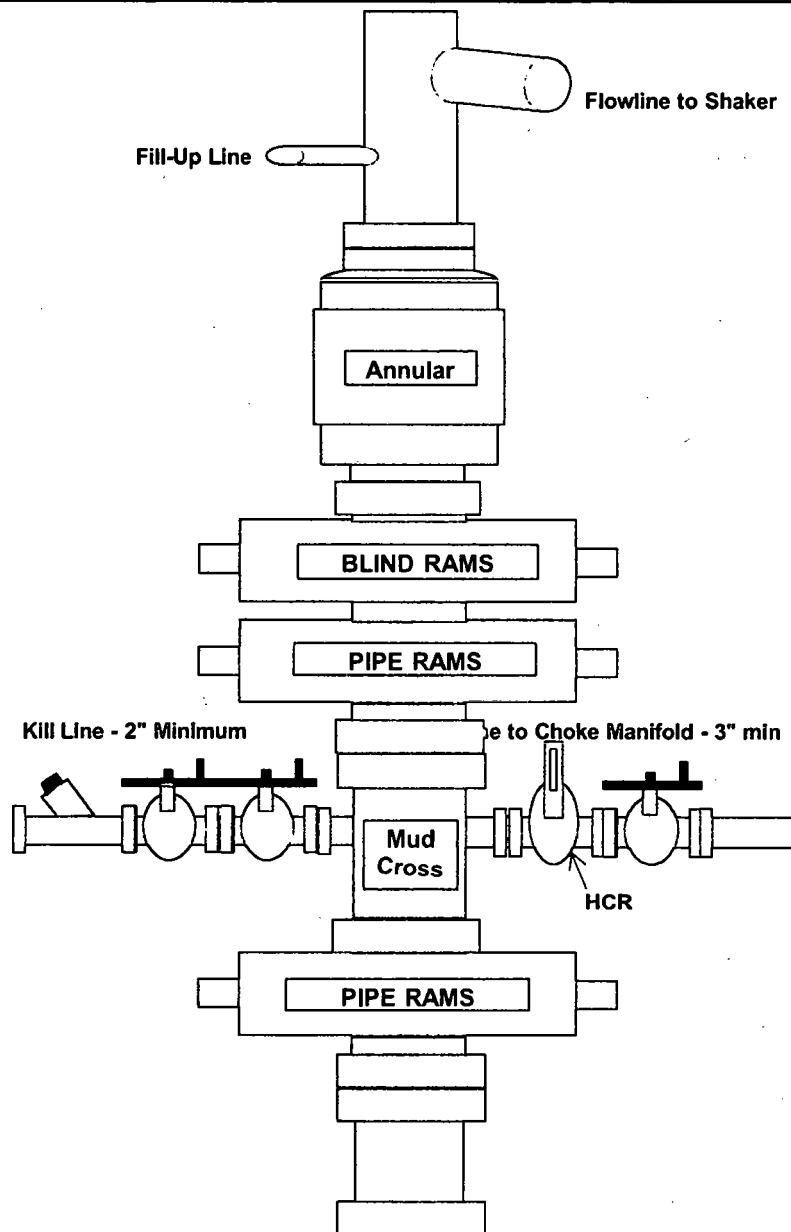 Flowline to Shaker
Fill-Up Line
Annular
BLIND RAMS
PIPE RAMS
Kill Line - 2" Minimum
to Choke Manifold - 3" min
Mud
Cross
HCR
PIPE RAMS